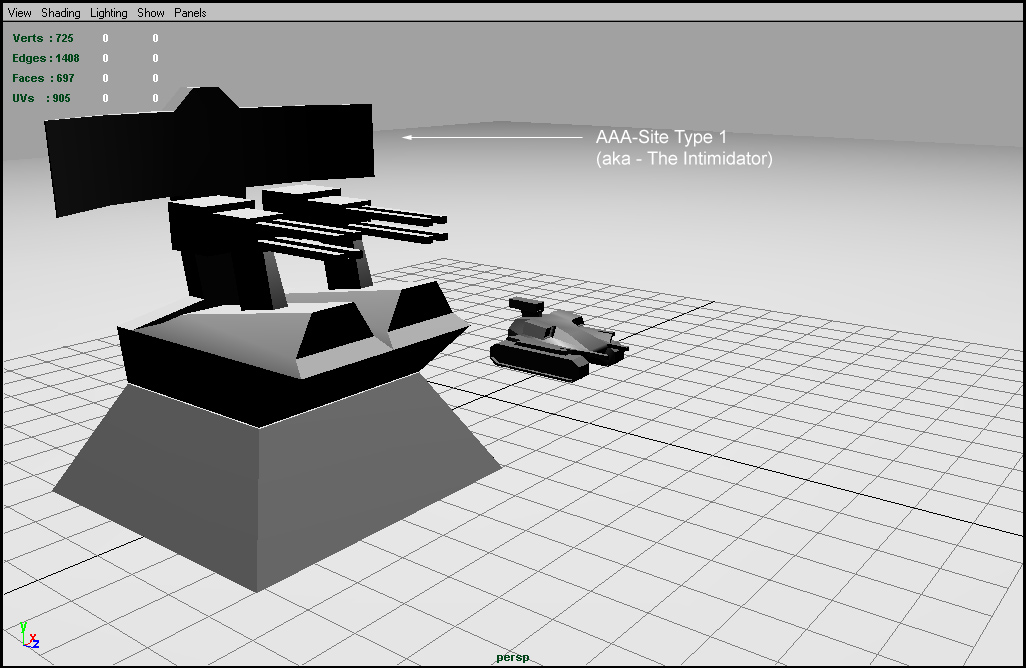 View Shading Lighting Show Panels
Verts : 725 0 0
Edges : 1408 0 0
Faces : 697 0 0
UVs : 905 0 0
AAA-Site Type 1
(aka - The Intimidator)
y
x
z
persp